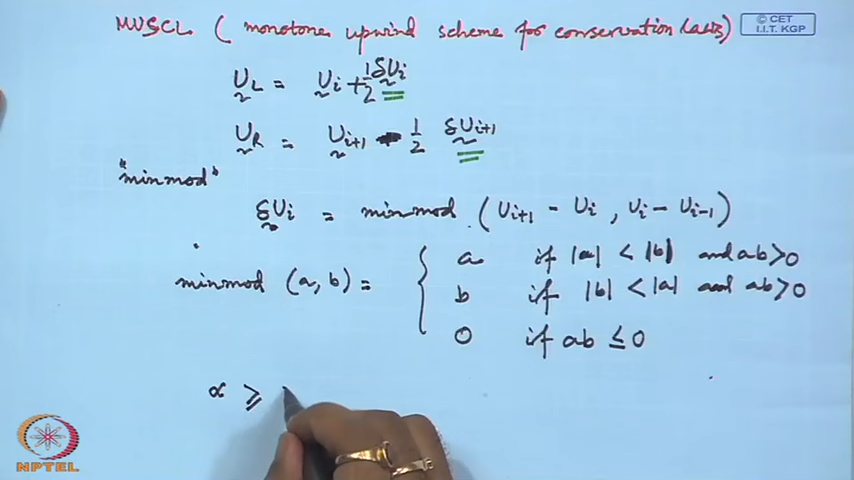 MUSCL ( monotone upwind scheme for conservation laws)
© CET
I.I.T. KGP
U_L = U_i + 1/2 δU_i
U_R = U_{i+1} - 1/2 δU_{i+1}
"minmod"
δU_i = minmod (U_{i+1} - U_i , U_i - U_{i-1})
minmod (a, b) = { a if |a| < |b| and ab > 0
b if |b| < |a| and ab > 0
0 if ab ≤ 0
α ≥
NPTEL